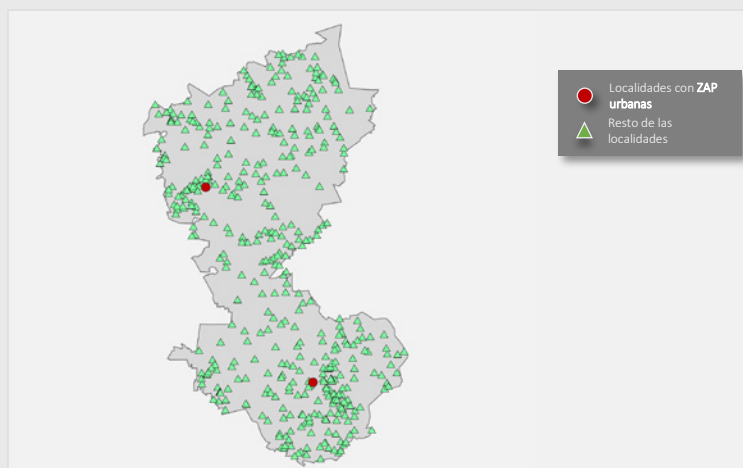 Localidades con ZAP
urbanas
Resto de las
localidades